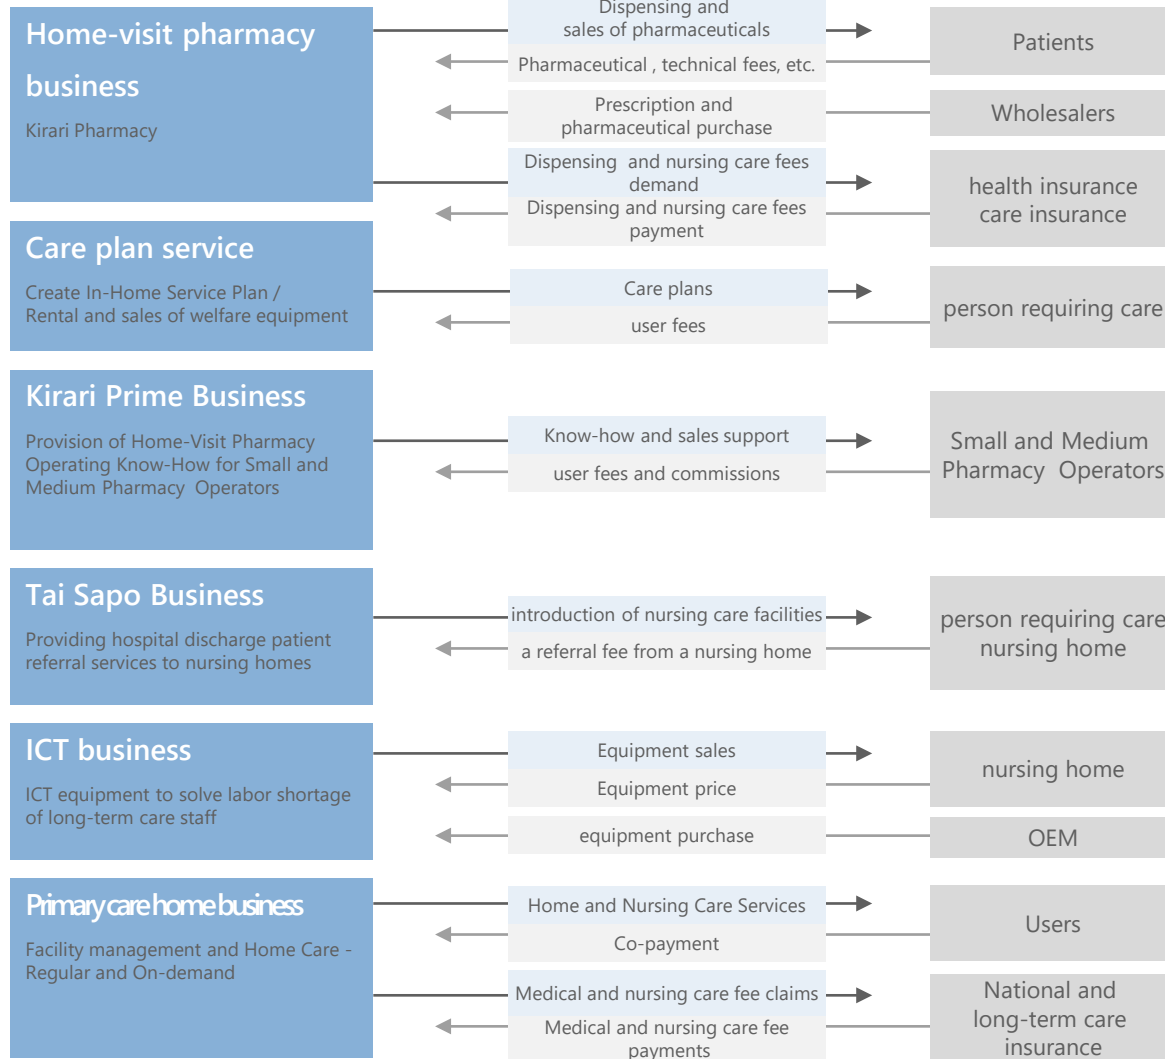 Home-visit pharmacy
business
Kirari Pharmacy
Dispensing and
sales of pharmaceuticals
Pharmaceutical , technical fees, etc.
Patients
Prescription and
pharmaceutical purchase
Wholesalers
Dispensing and nursing care fees
demand
Dispensing and nursing care fees
payment
health insurance
care insurance
Care plan service
Create In-Home Service Plan /
Rental and sales of welfare equipment
Care plans
user fees
person requiring care
Kirari Prime Business
Provision of Home-Visit Pharmacy
Operating Know-How for Small and
Medium Pharmacy Operators
Know-how and sales support
user fees and commissions
Small and Medium
Pharmacy Operators
Tai Sapo Business
Providing hospital discharge patient
referral services to nursing homes
introduction of nursing care facilities
a referral fee from a nursing home
person requiring care
nursing home
ICT business
ICT equipment to solve labor shortage
of long-term care staff
Equipment sales
Equipment price
nursing home
equipment purchase
OEM
Primary care home business
Facility management and Home Care -
Regular and On-demand
Home and Nursing Care Services
Co-payment
Users
Medical and nursing care fee claims
Medical and nursing care fee
payments
National and
long-term care
insurance